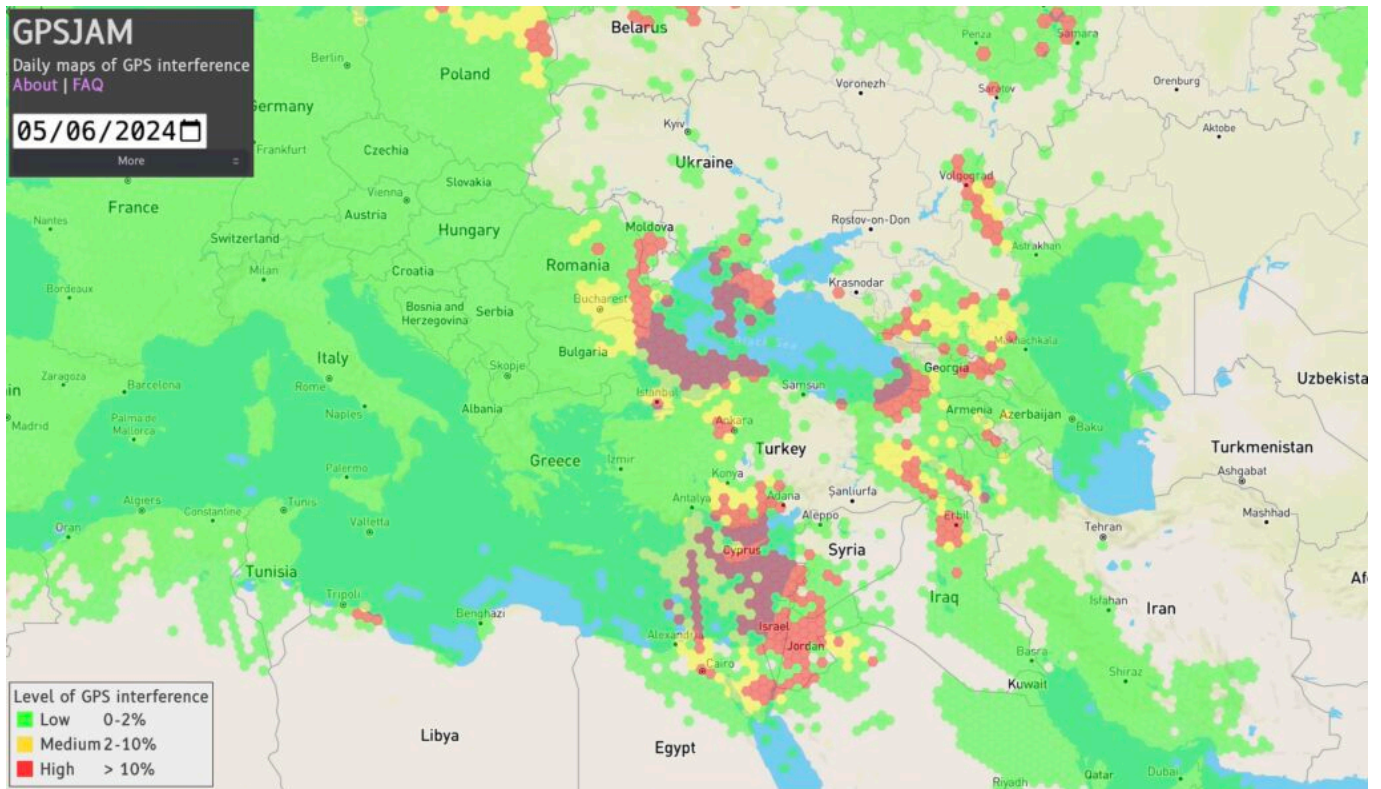 GPSJAM
Daily maps of GPS interference
About | FAQ
05/06/2024
More
Belarus
Penza
Samara
Berlin
Poland
Voronezh
Saratov
Orenburg
Germany
Kyiv
Aktobe
Frankfurt
Czechia
Ukraine
Volgograd
Slovakia
Vienna
France
Nantes
Austria
Moldova
Rostov-on-Don
Switzerland
Hungary
Astrakhan
Milan
Croatia
Romania
Krasnodar
Bordeaux
Bosnia and
Herzegovina
Serbia
Bucharest
Black Sea
Makhachkala
Italy
Bulgaria
Skopje
Georgia
Zaragoza
Barcelona
Rome
Istanbul
Samsun
Uzbekista
in
Naples
Albania
Armenia
Azerbaijan
Madrid
Palma de
Mallorca
Ankara
Baku
Turkey
Turkmenistan
Greece
Izmir
Palermo
Konya
Ashgabat
Algiers
Tunis
Antalya
Adana
Şanlıurfa
Constantine
Oran
Valletta
Aleppo
Erbil
Tehran
Mashhad
Cyprus
Syria
Tunisia
Af
Tripoli
Iraq
Isfahan
Iran
Benghazi
Israel
Alexandria
Jordan
Basra
Cairo
Shiraz
Kuwait
Level of GPS interference
Low 0-2%
Medium 2-10%
High > 10%
Libya
Egypt
Riyadh
Qatar
Dubai